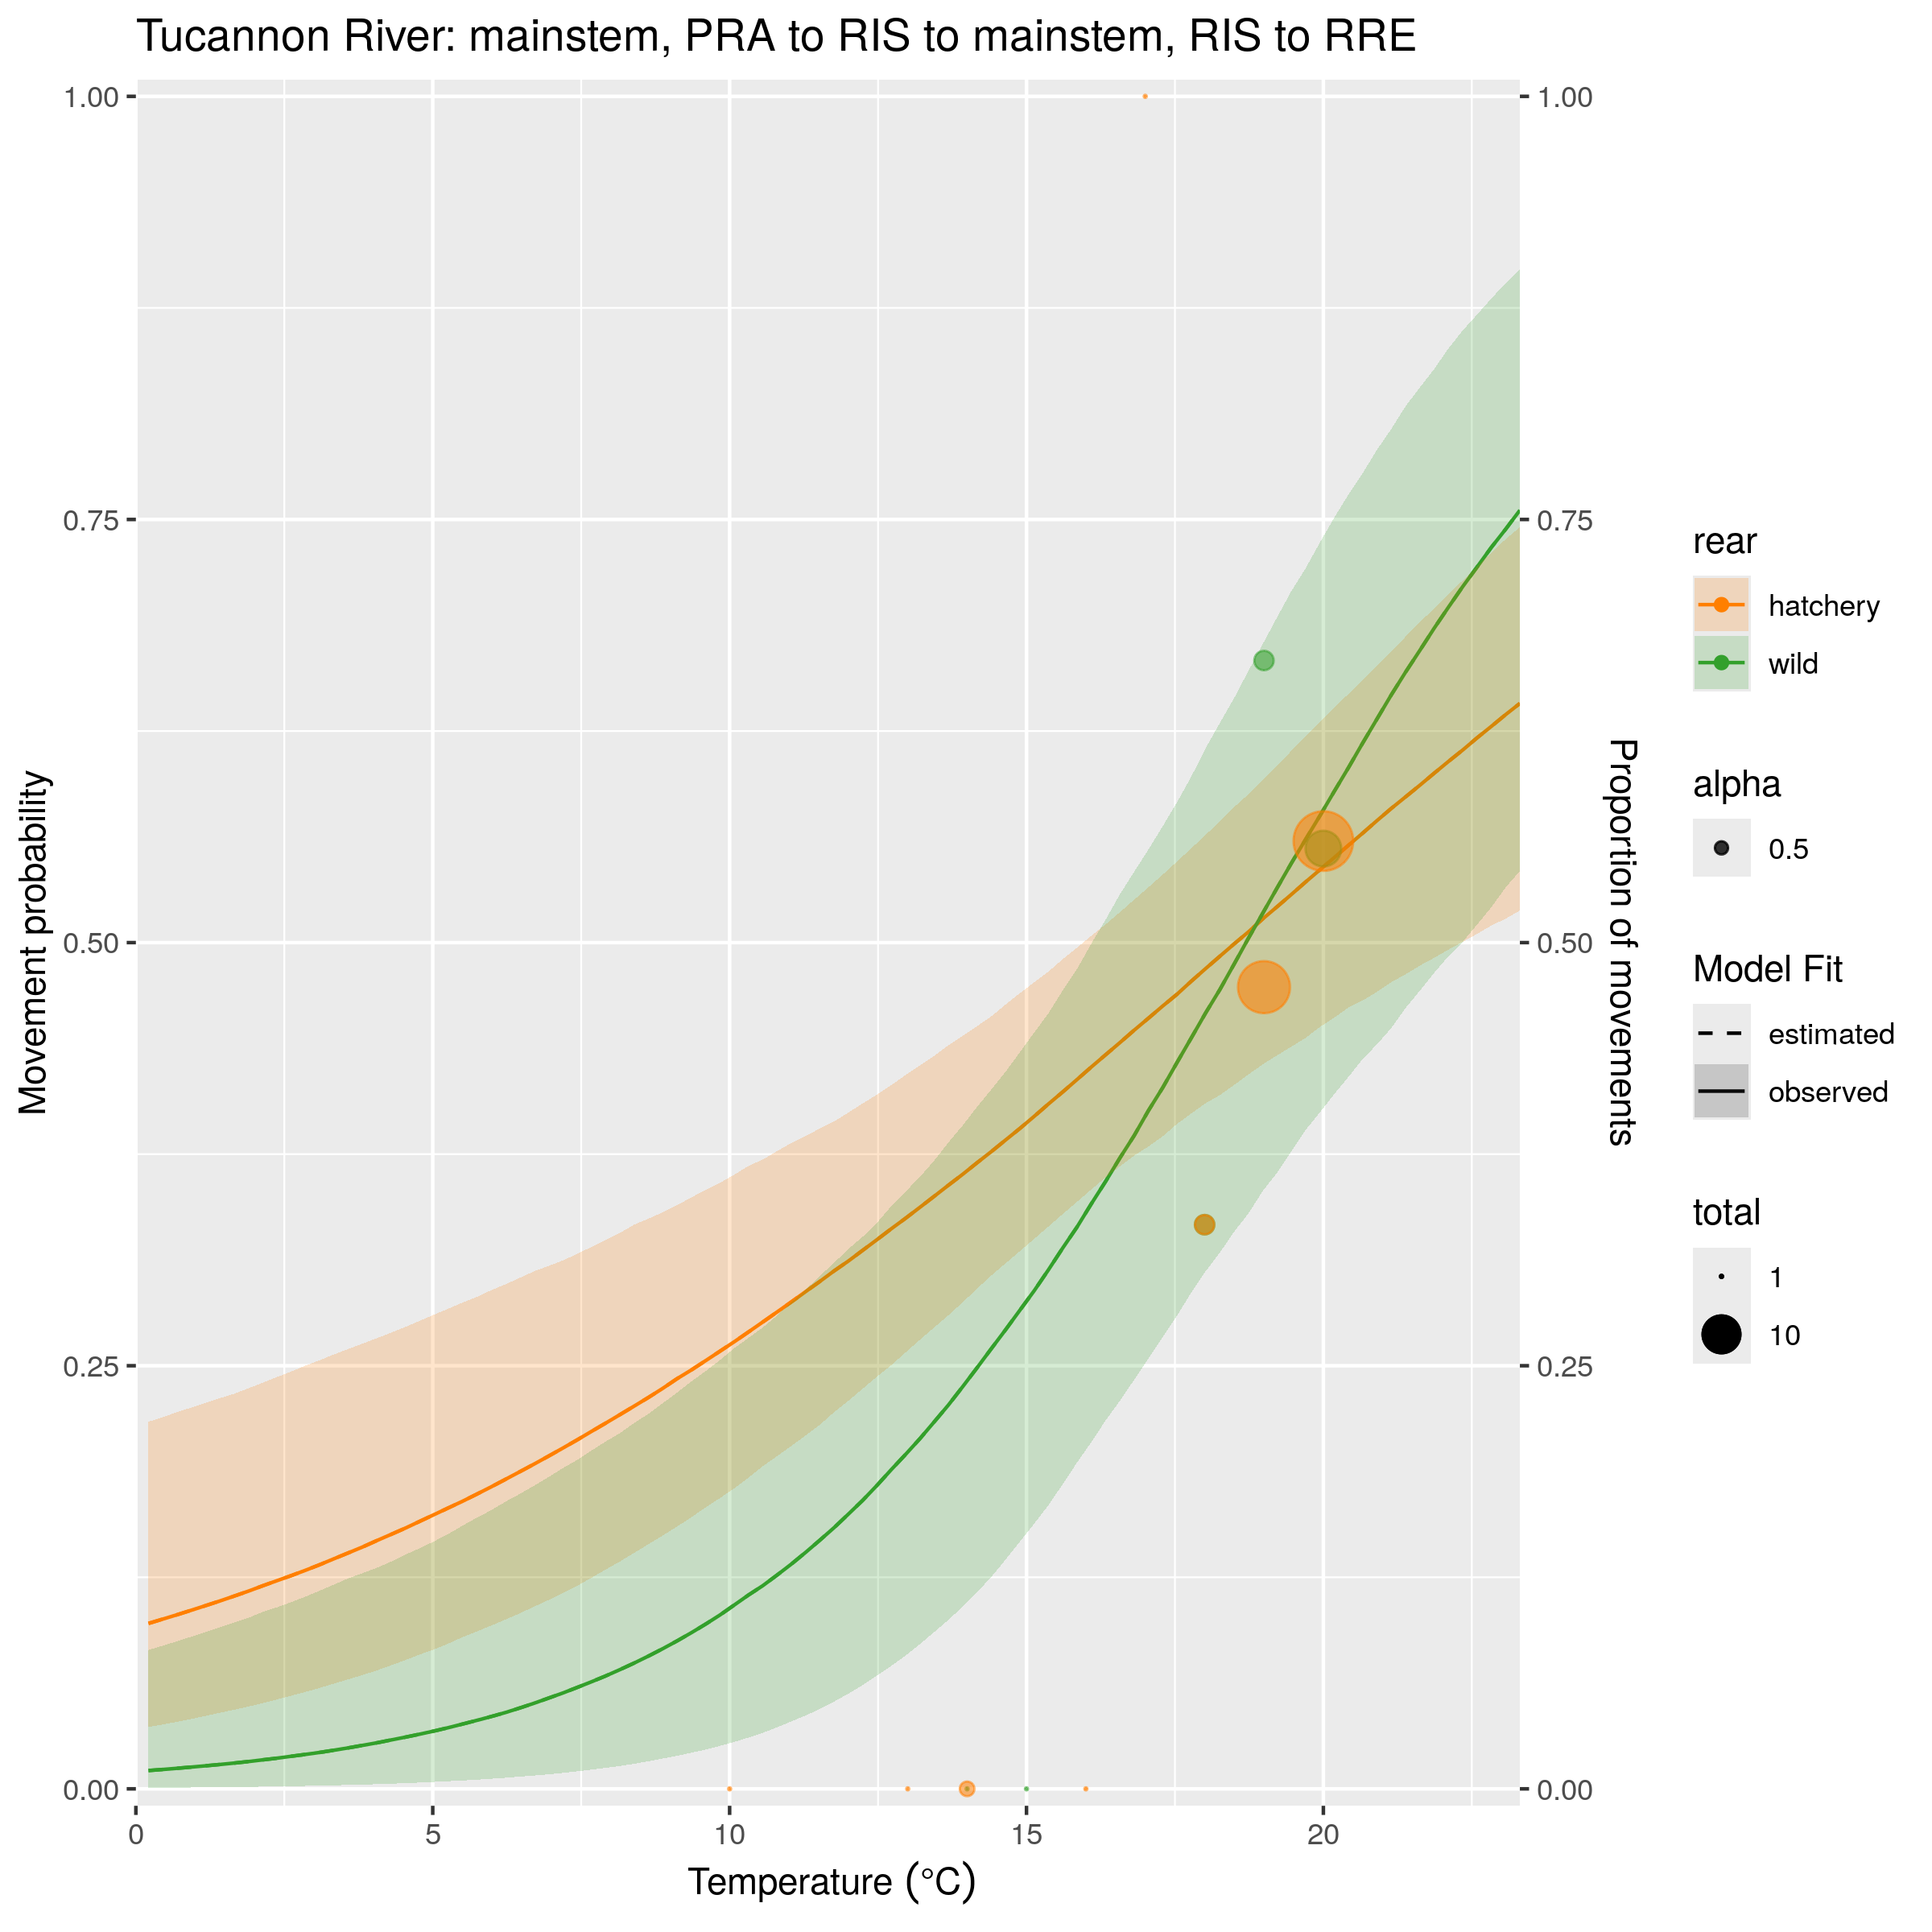 Tucannon River: mainstem, PRA to RIS to mainstem, RIS to RRE
1.00
0.75
0.50
0.25
0.00
Movement probability
0
5
10
15
20
Temperature (°C)
1.00
0.75
0.50
0.25
0.00
Proportion of movements
rear
hatchery
wild
alpha
0.5
Model Fit
estimated
observed
total
1
10